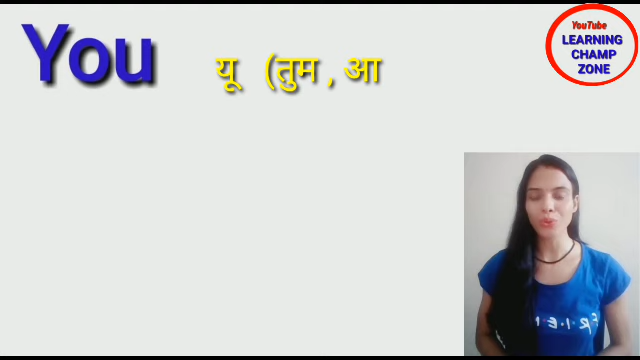 You
यू (तुम , आ
YouTube
LEARNING
CHAMP
ZONE